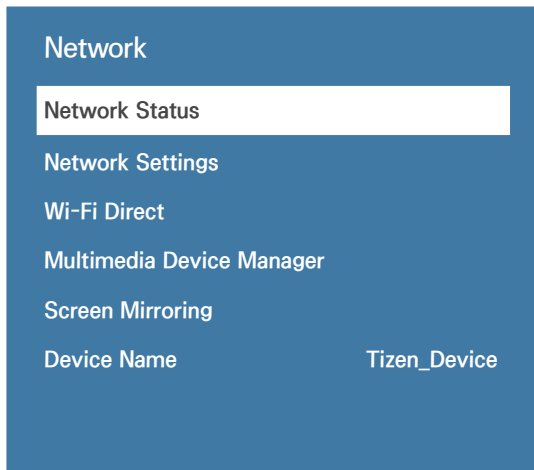 Network
Network Status
Network Settings
Wi-Fi Direct
Multimedia Device Manager
Screen Mirroring
Device Name Tizen_Device